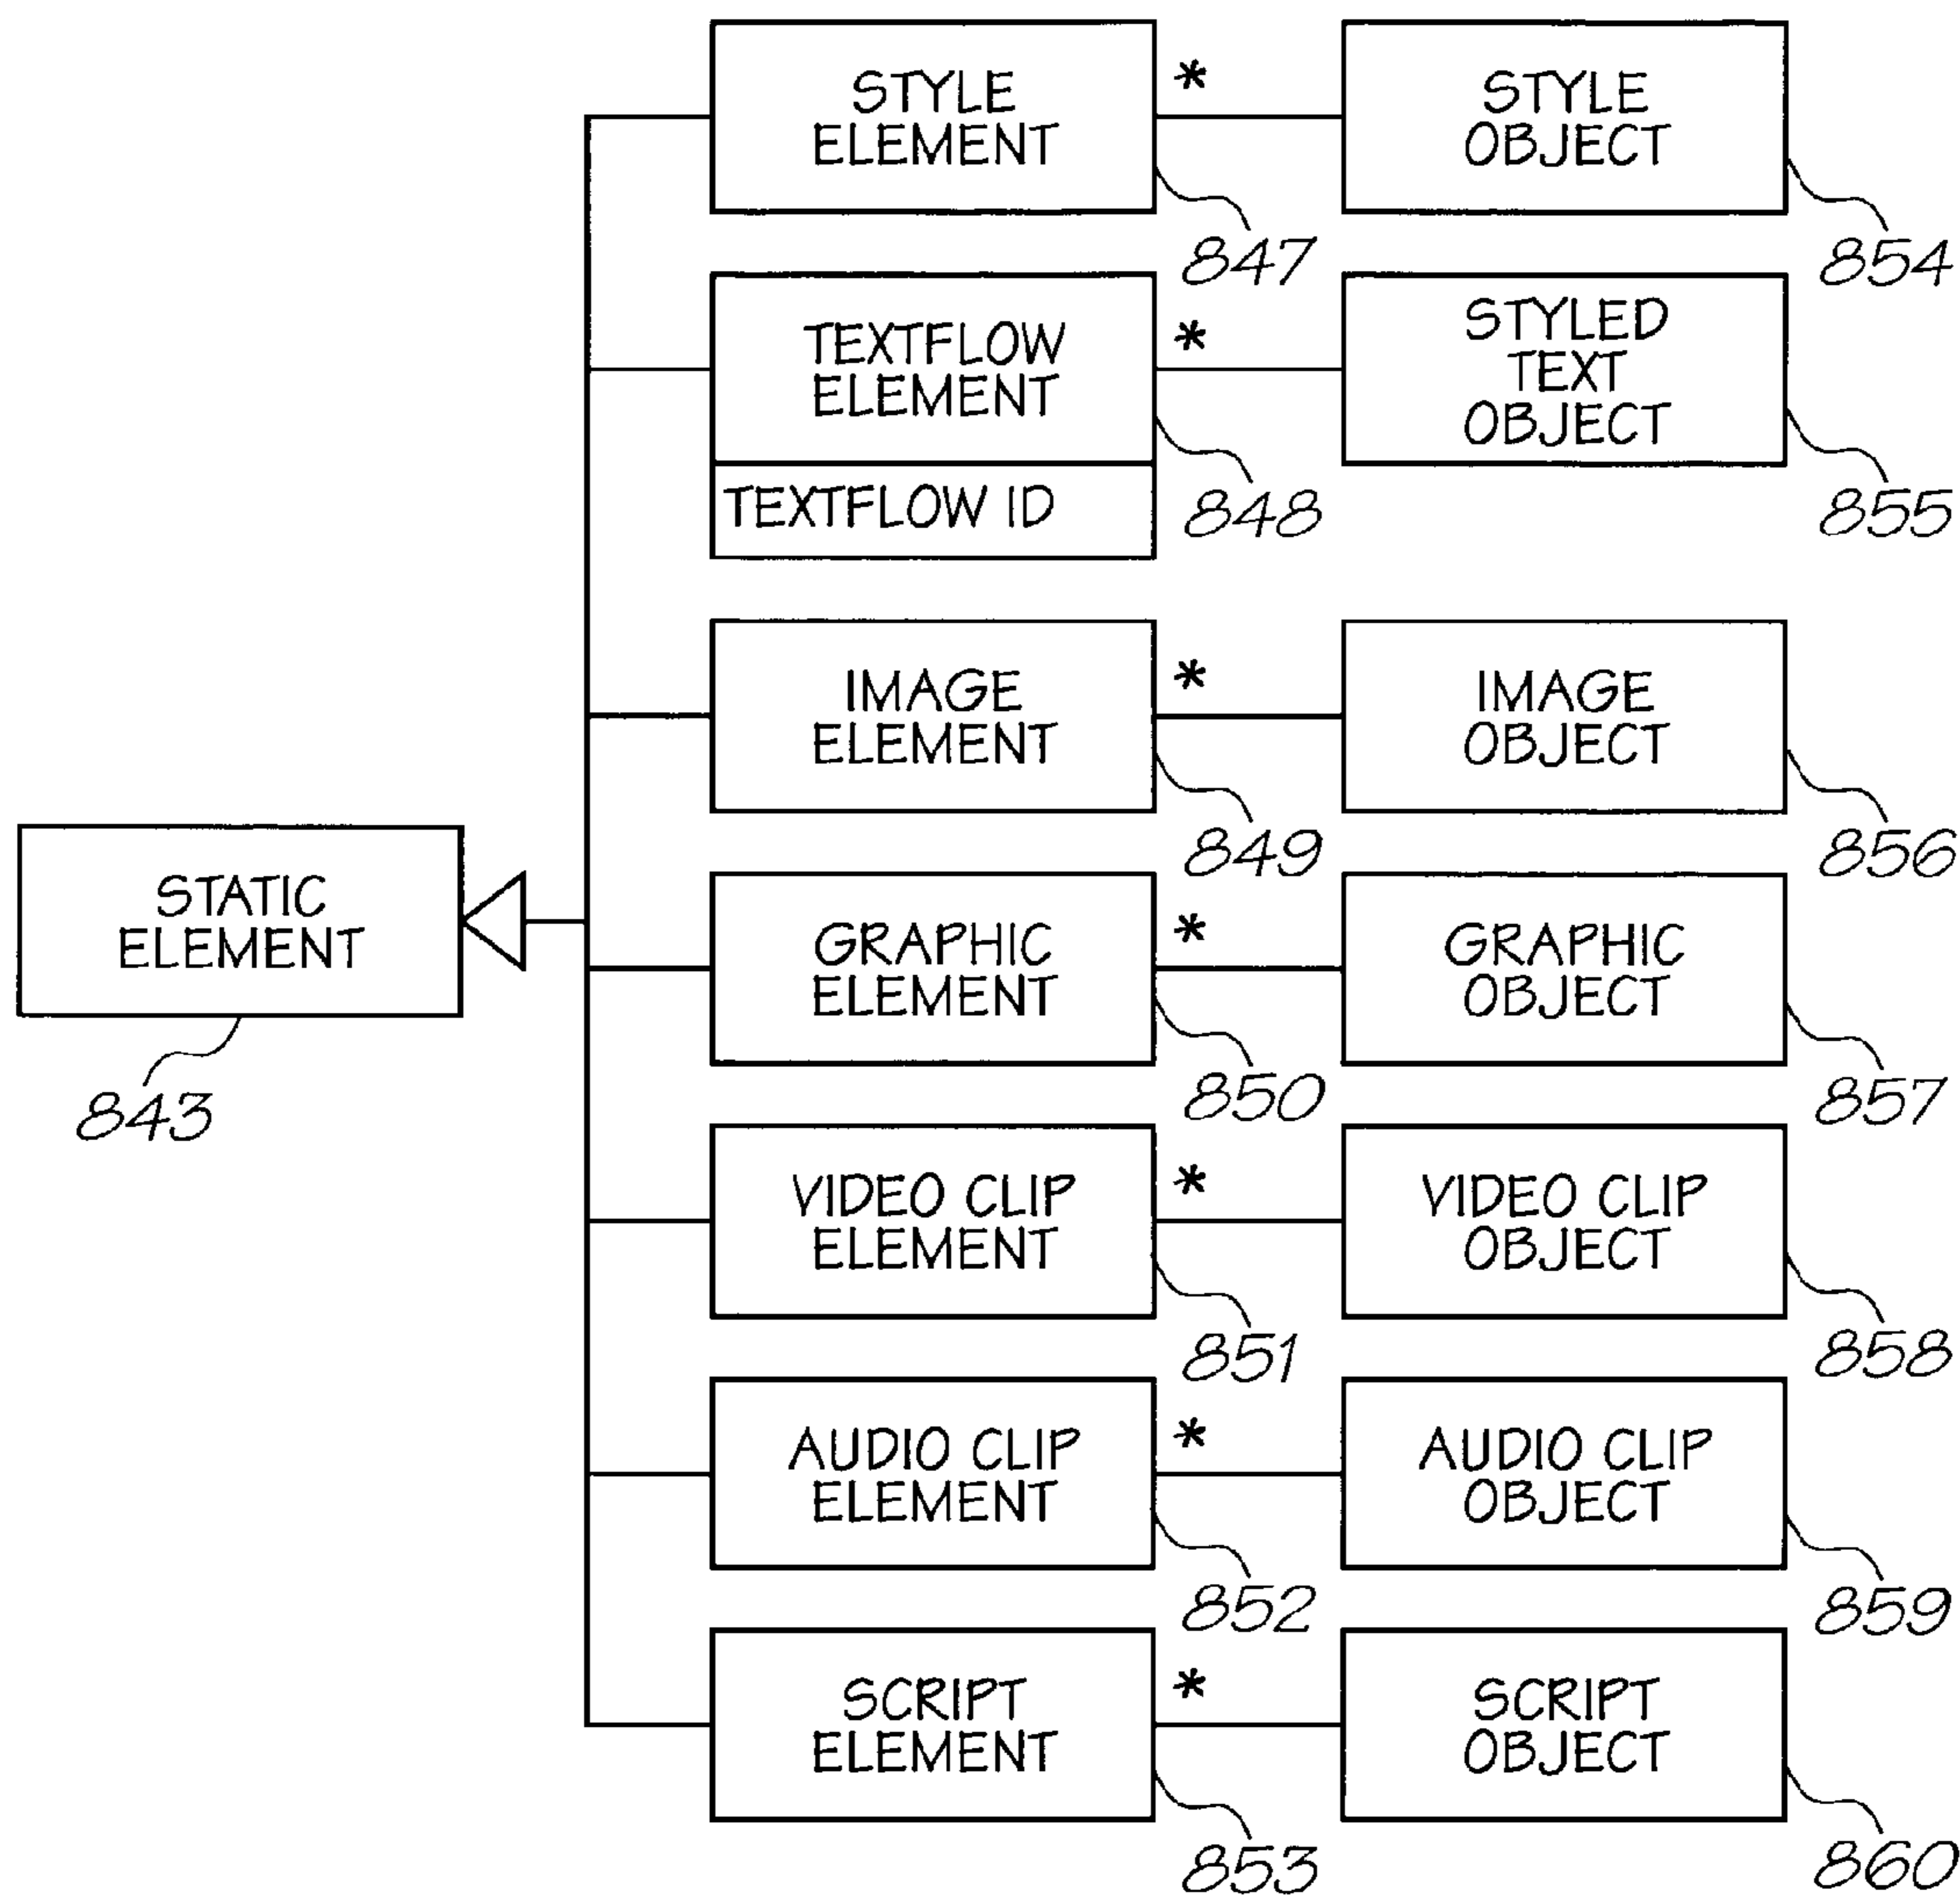 STYLE
ELEMENT
*
STYLE
OBJECT
847
854
TEXTFLOW
ELEMENT
*
STYLED
TEXT
OBJECT
TEXTFLOW ID
848
855
IMAGE
ELEMENT
*
IMAGE
OBJECT
849
856
STATIC
ELEMENT
843
GRAPHIC
ELEMENT
*
GRAPHIC
OBJECT
850
857
VIDEO CLIP
ELEMENT
*
VIDEO CLIP
OBJECT
851
858
AUDIO CLIP
ELEMENT
*
AUDIO CLIP
OBJECT
852
859
SCRIPT
ELEMENT
*
SCRIPT
OBJECT
853
860